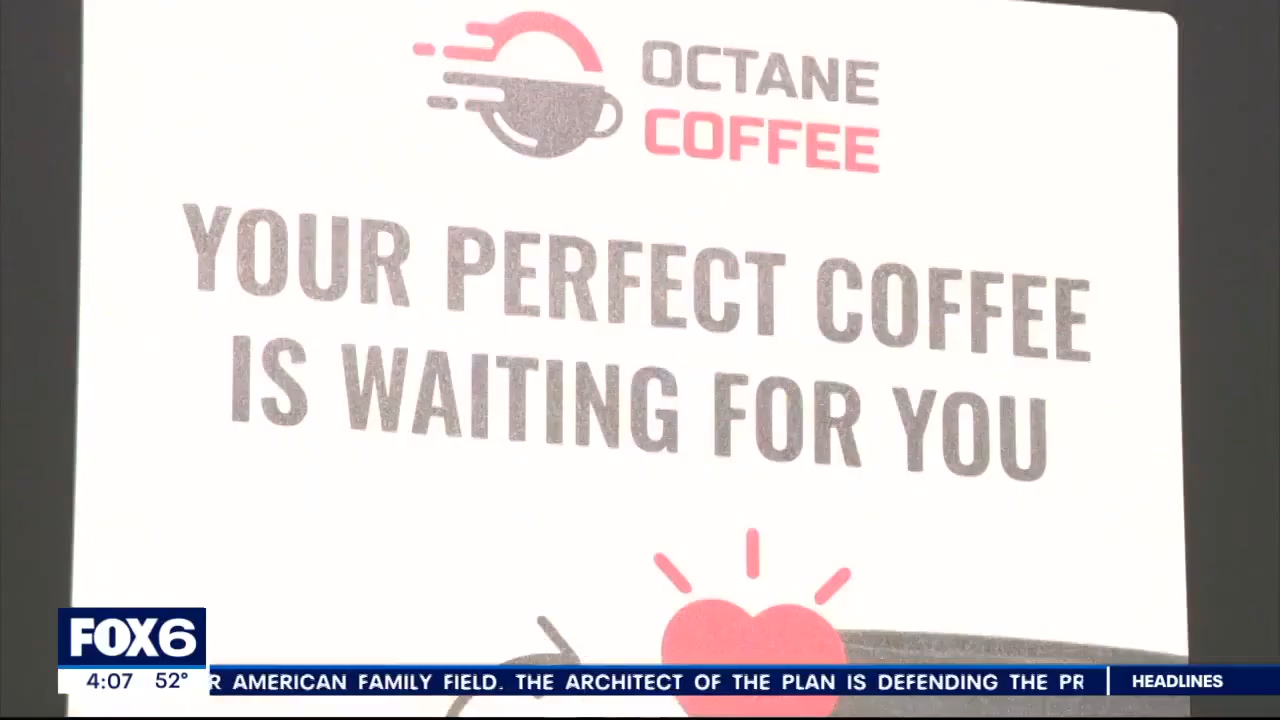 OCTANE
COFFEE
YOUR PERFECT COFFEE
IS WAITING FOR YOU
FOX6
4:07 52°
R AMERICAN FAMILY FIELD. THE ARCHITECT OF THE PLAN IS DEFENDING THE PR
HEADLINES